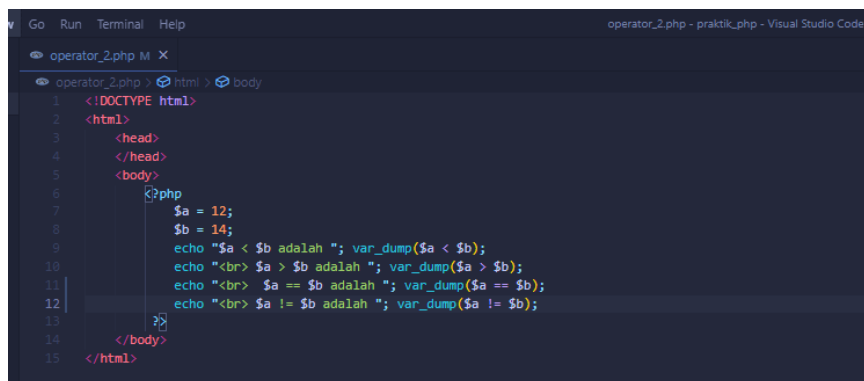 w Go Run Terminal Help operator_2.php - praktik_php - Visual Studio Code
operator_2.php M ×
operator_2.php > html > body
1 <!DOCTYPE html>
2 <html>
3 <head>
4 </head>
5 <body>
6 <?php
7 $a = 12;
8 $b = 14;
9 echo "$a < $b adalah "; var_dump($a < $b);
10 echo "<br> $a > $b adalah "; var_dump($a > $b);
11 echo "<br>  $a == $b adalah "; var_dump($a == $b);
12 echo "<br> $a != $b adalah "; var_dump($a != $b);
13 ?>
14 </body>
15 </html>